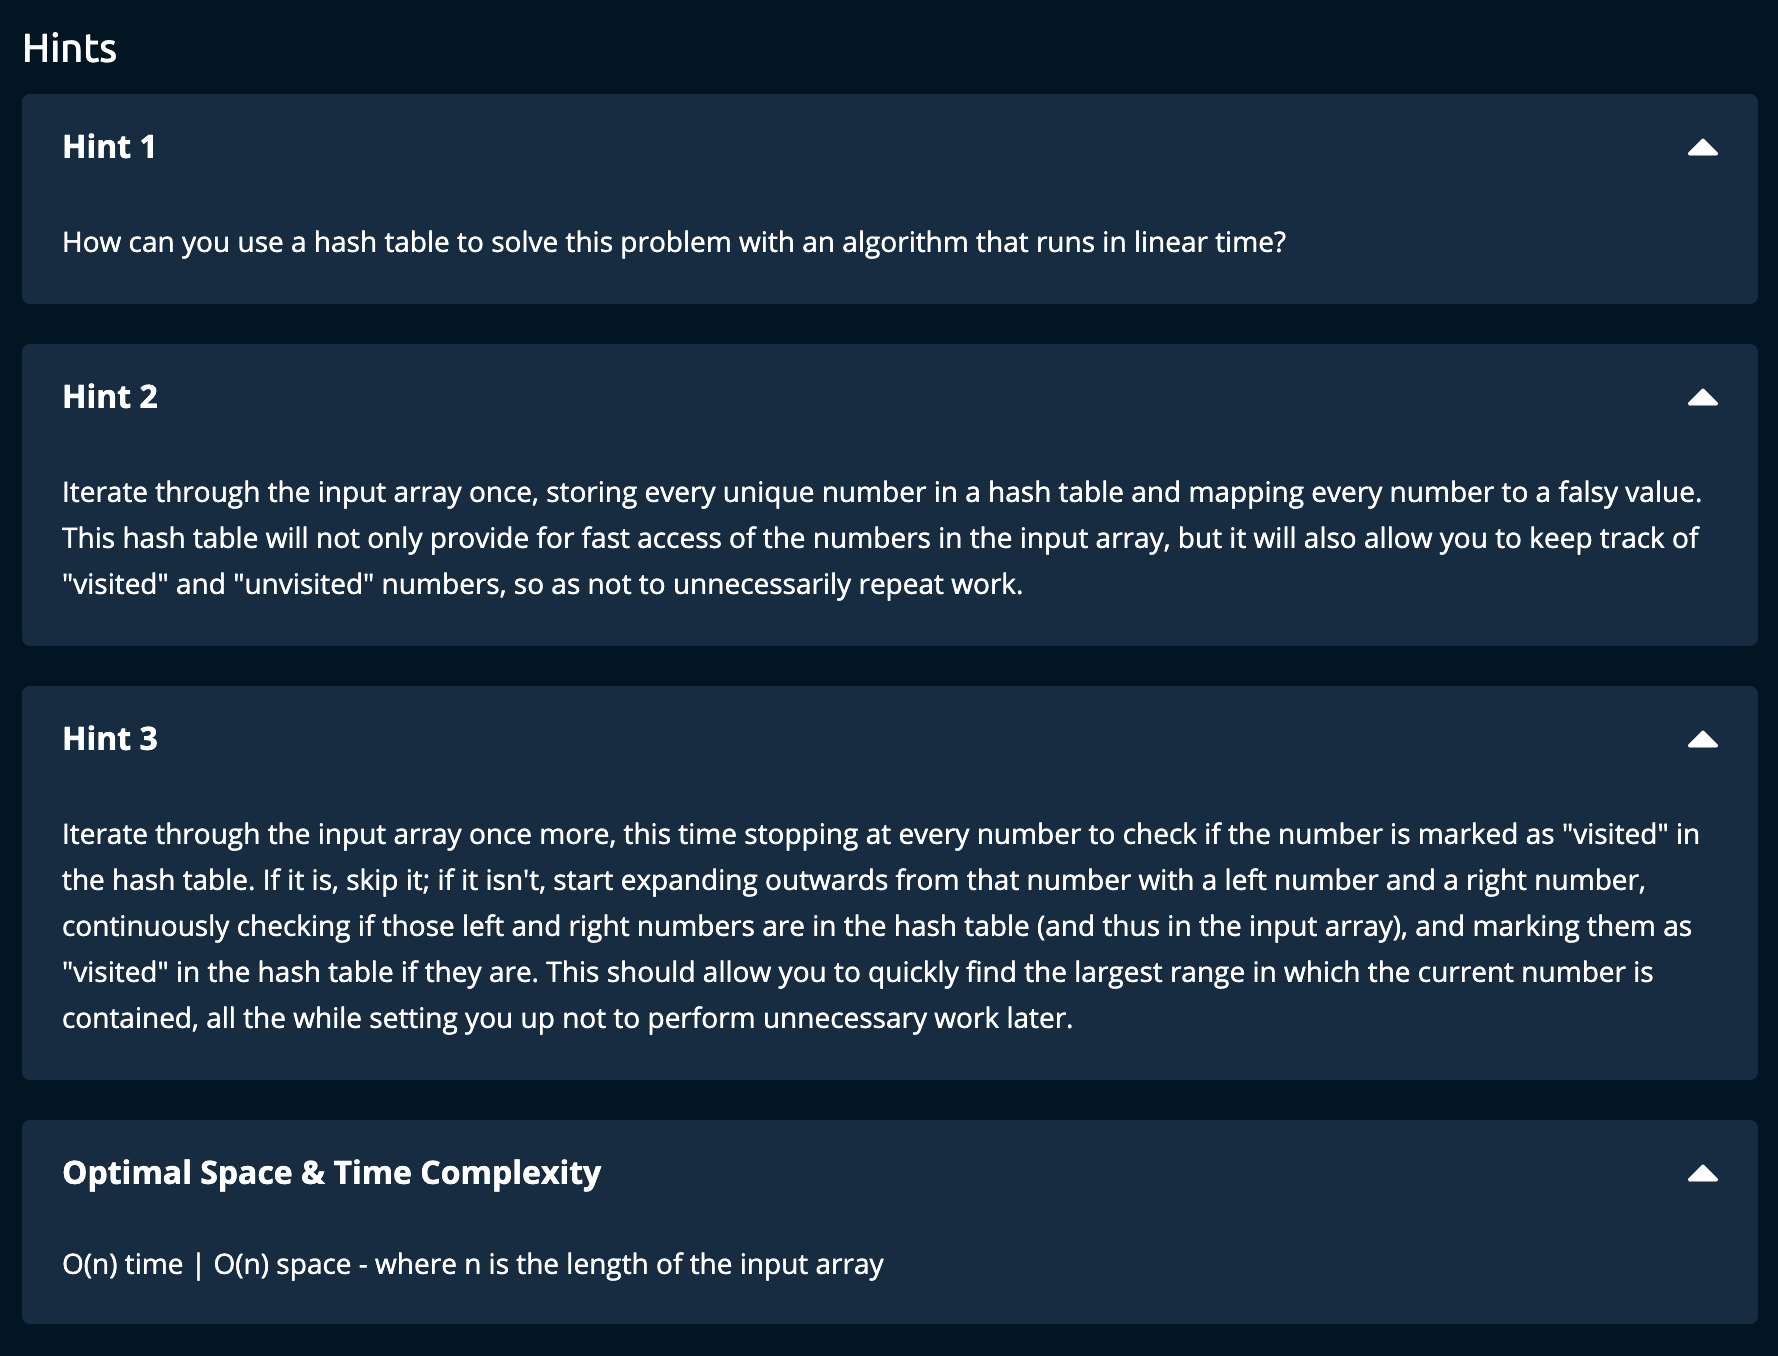 Hints
Hint 1
How can you use a hash table to solve this problem with an algorithm that runs in linear time?
Hint 2
Iterate through the input array once, storing every unique number in a hash table and mapping every number to a falsy value.
This hash table will not only provide for fast access of the numbers in the input array, but it will also allow you to keep track of
"visited" and "unvisited" numbers, so as not to unnecessarily repeat work.
Hint 3
Iterate through the input array once more, this time stopping at every number to check if the number is marked as "visited" in
the hash table. If it is, skip it; if it isn't, start expanding outwards from that number with a left number and a right number,
continuously checking if those left and right numbers are in the hash table (and thus in the input array), and marking them as
"visited" in the hash table if they are. This should allow you to quickly find the largest range in which the current number is
contained, all the while setting you up not to perform unnecessary work later.
Optimal Space & Time Complexity
O(n) time | O(n) space - where n is the length of the input array